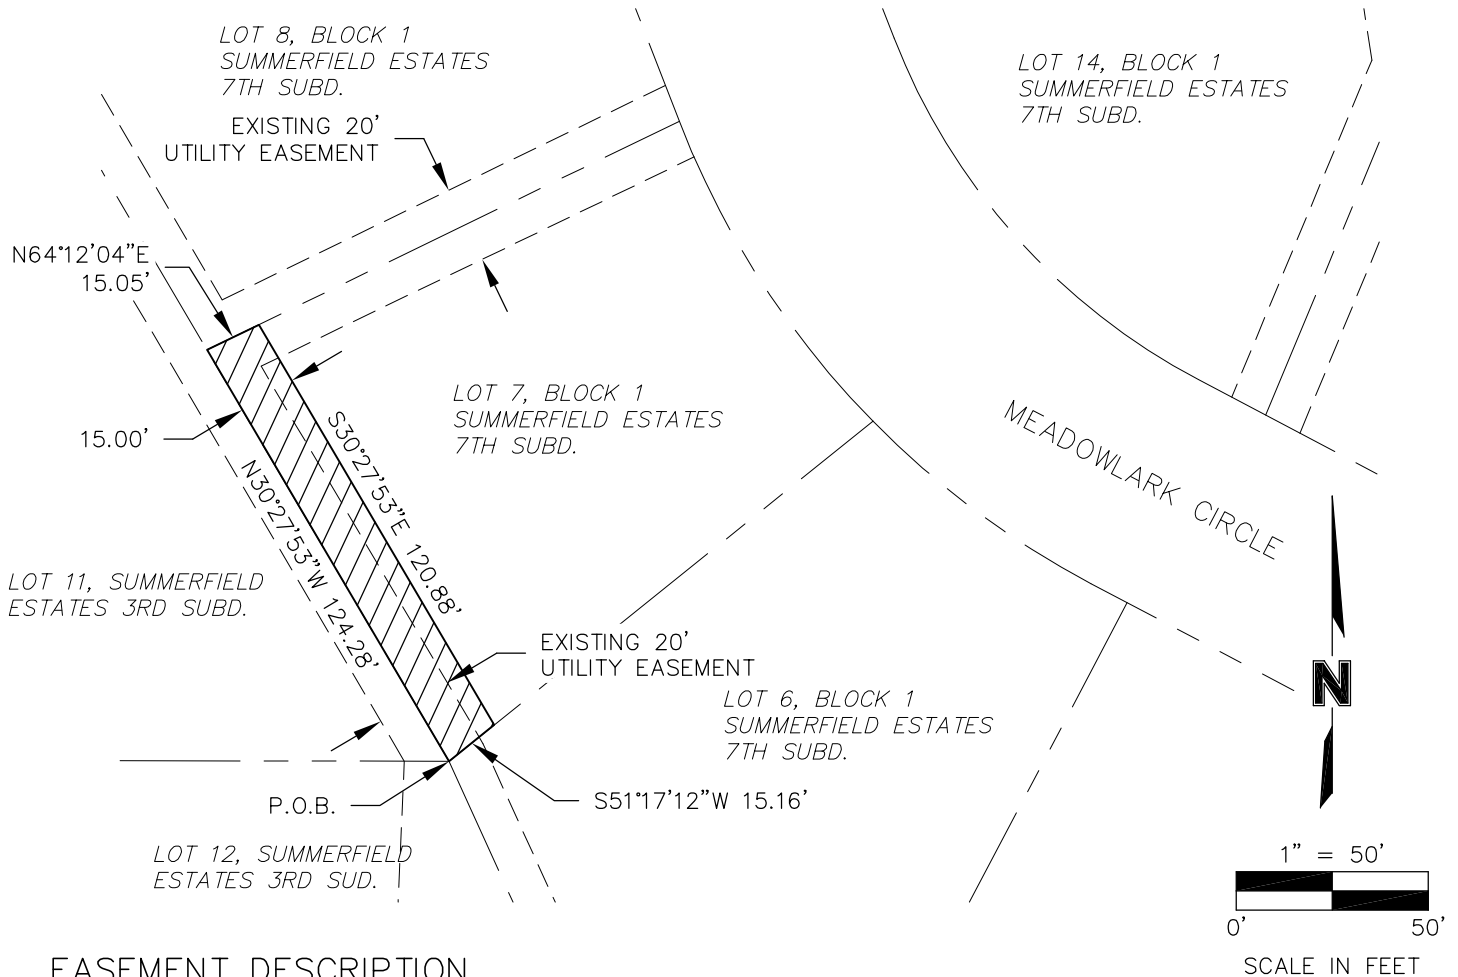 LOT 8, BLOCK 1
SUMMERFIELD ESTATES
7TH SUBD.
LOT 14, BLOCK 1
SUMMERFIELD ESTATES
7TH SUBD.
EXISTING 20'
UTILITY EASEMENT
N64°12'04"E
15.05'
LOT 7, BLOCK 1
SUMMERFIELD ESTATES
7TH SUBD.
15.00'
S30°27'53"E 120.88'
N30°27'53"W 124.28'
MEADOWLARK CIRCLE
LOT 11, SUMMERFIELD
ESTATES 3RD SUBD.
EXISTING 20'
UTILITY EASEMENT
LOT 6, BLOCK 1
SUMMERFIELD ESTATES
7TH SUBD.
N
P.O.B.
S51°17'12"W 15.16'
LOT 12, SUMMERFIELD
ESTATES 3RD SUD.
1" = 50'
0' 50'
SCALE IN FEET
EASEMENT DESCRIPTION